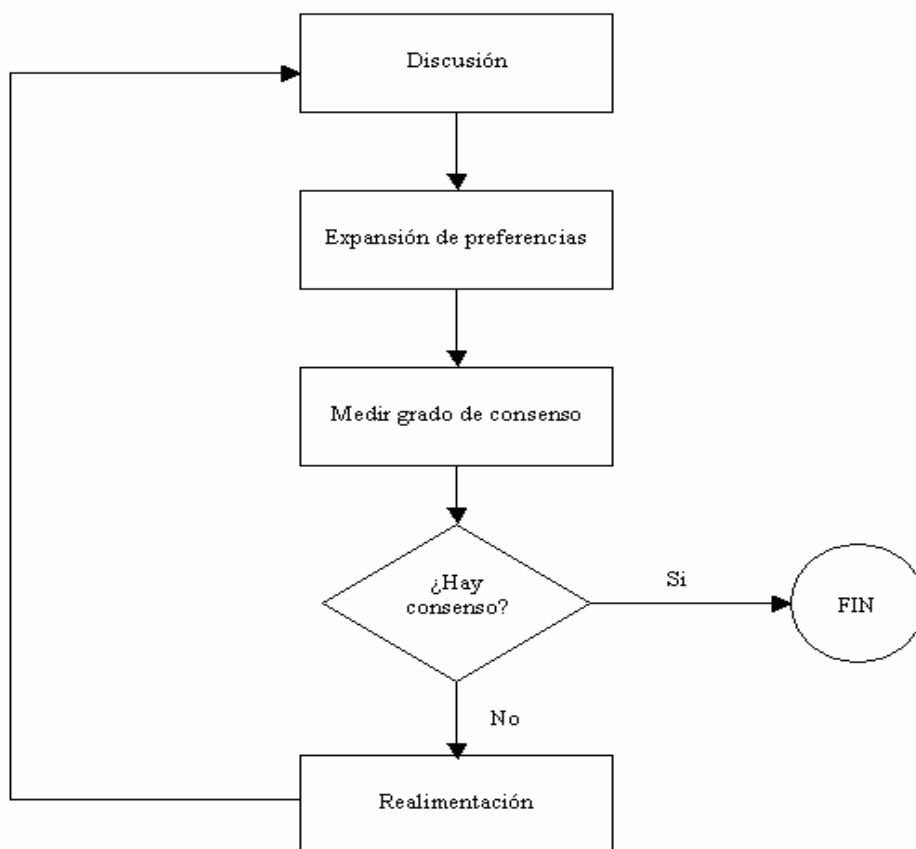 Discusión
Expansión de preferencias
Medir grado de consenso
¿Hay
consenso?
Si
FIN
No
Realimentación